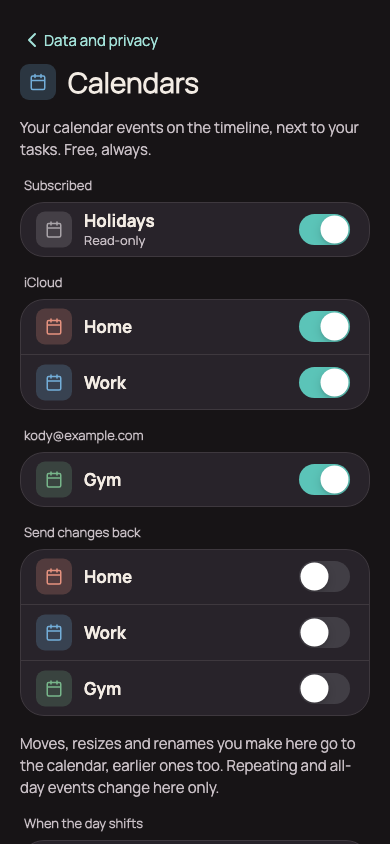 Data and privacy
Calendars
Your calendar events on the timeline, next to your
tasks. Free, always.
Subscribed
Holidays
Read-only
iCloud
Home
Work
kody@example.com
Gym
Send changes back
Home
Work
Gym
Moves, resizes and renames you make here go to
the calendar, earlier ones too. Repeating and all-
day events change here only.
When the day shifts